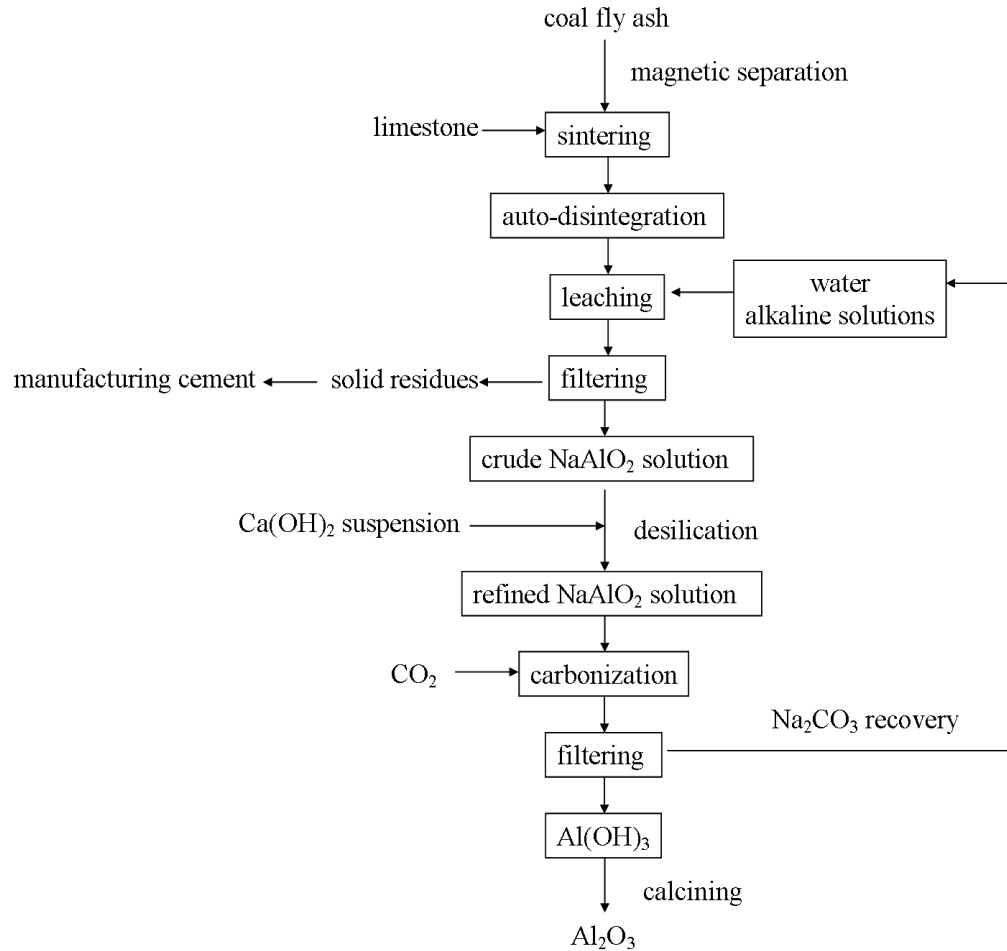 coal fly ash
magnetic separation
limestone
sintering
auto-disintegration
leaching
water
alkaline solutions
manufacturing cement
solid residues
filtering
crude NaAlO₂ solution
Ca(OH)₂ suspension
desilication
refined NaAlO₂ solution
CO₂
carbonization
Na₂CO₃ recovery
filtering
Al(OH)₃
calcining
Al₂O₃